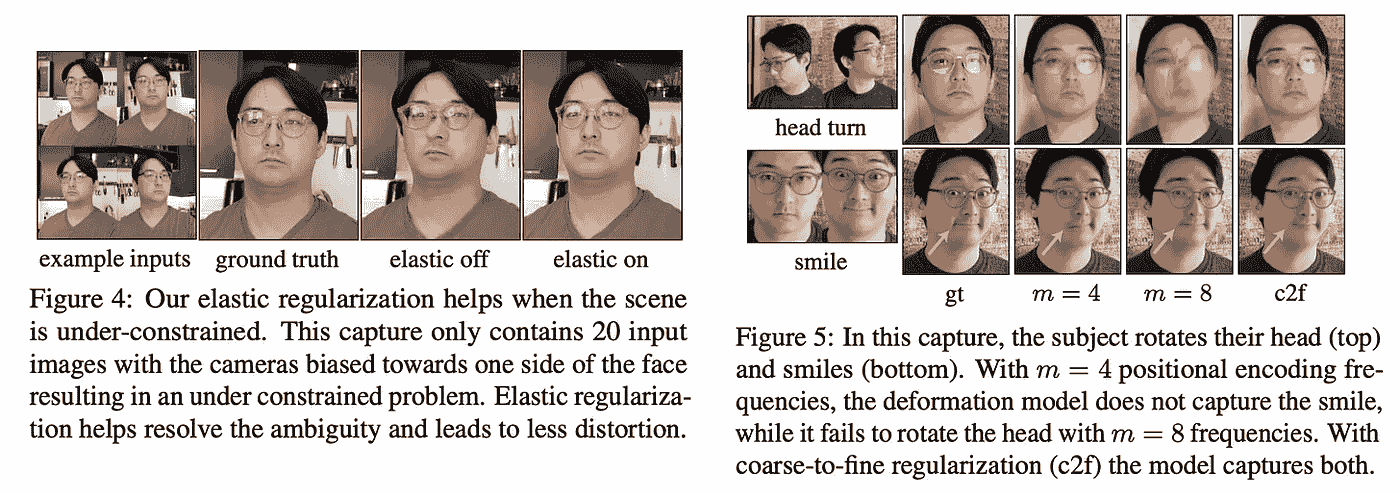 example inputs
ground truth
elastic off
elastic on
Figure 4: Our elastic regularization helps when the scene
is under-constrained. This capture only contains 20 input
images with the cameras biased towards one side of the face
resulting in an under constrained problem. Elastic regulariza-
tion helps resolve the ambiguity and leads to less distortion.
head turn
smile
gt
m = 4
m = 8
c2f
Figure 5: In this capture, the subject rotates their head (top)
and smiles (bottom). With m = 4 positional encoding fre-
quencies, the deformation model does not capture the smile,
while it fails to rotate the head with m = 8 frequencies. With
coarse-to-fine regularization (c2f) the model captures both.